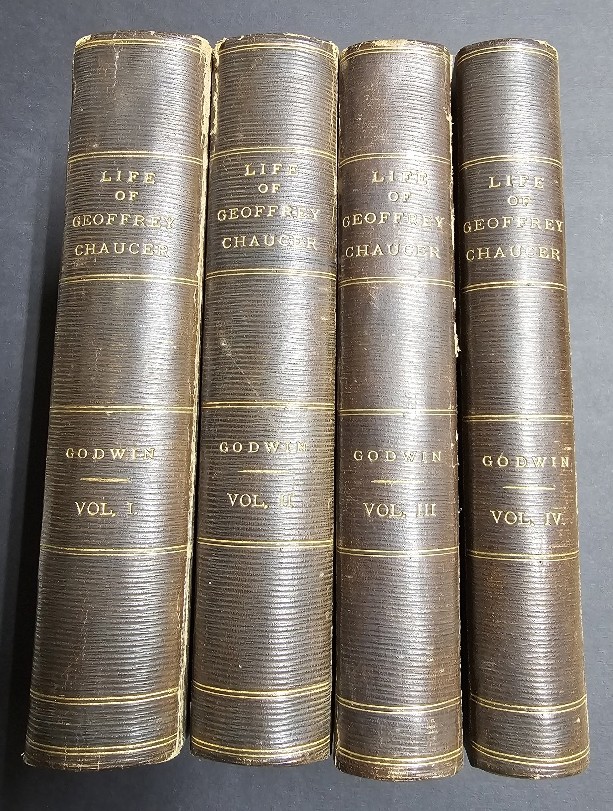 LIFE
OF
GEOFFREY
CHAUCER
GODWIN
VOL. I.
LIFE
OF
GEOFFREY
CHAUCER
GODWIN
VOL. II.
LIFE
OF
GEOFFREY
CHAUCER
GODWIN
VOL. III
LIFE
OF
GEOFFREY
CHAUCER
GODWIN
VOL. IV.